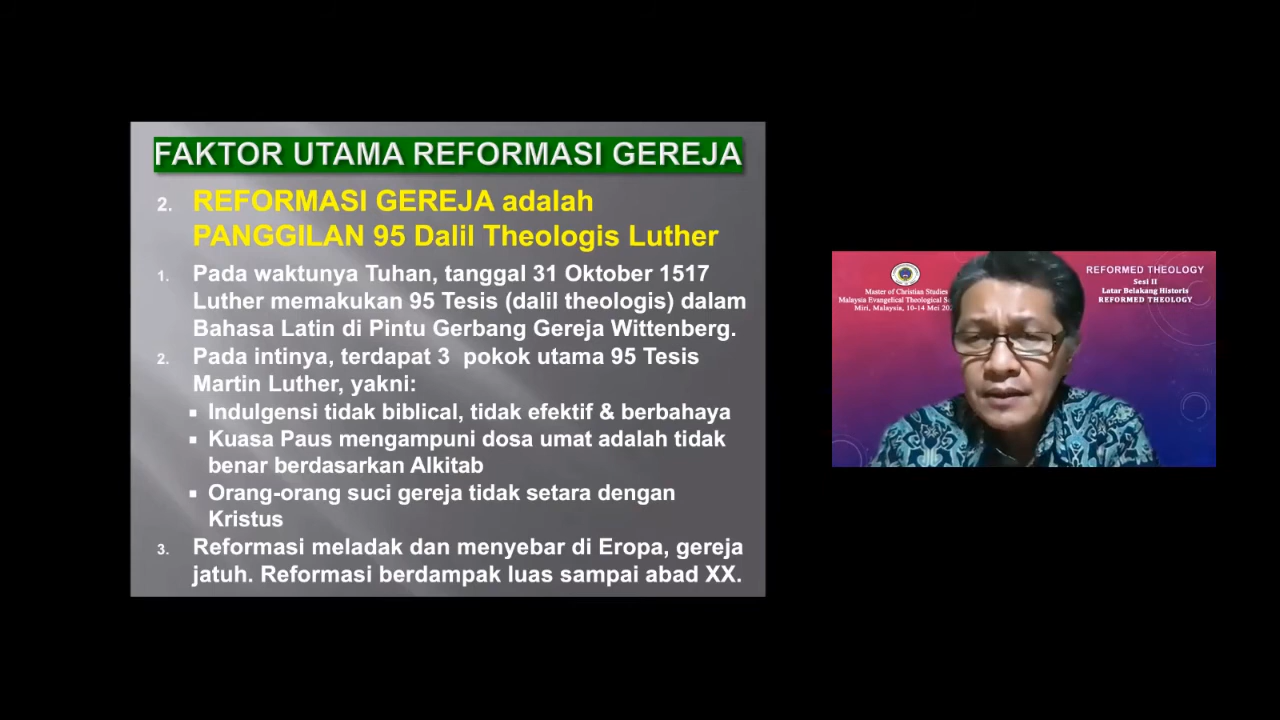 FAKTOR UTAMA REFORMASI GEREJA
2. REFORMASI GEREJA adalah
PANGGILAN 95 Dalil Theologis Luther
1. Pada waktunya Tuhan, tanggal 31 Oktober 1517
Luther memakukan 95 Tesis (dalil theologis) dalam
Bahasa Latin di Pintu Gerbang Gereja Wittenberg.
2. Pada intinya, terdapat 3 pokok utama 95 Tesis
Martin Luther, yakni:
▪ Indulgensi tidak biblical, tidak efektif & berbahaya
▪ Kuasa Paus mengampuni dosa umat adalah tidak
benar berdasarkan Alkitab
▪ Orang-orang suci gereja tidak setara dengan
Kristus
3. Reformasi meladak dan menyebar di Eropa, gereja
jatuh. Reformasi berdampak luas sampai abad XX.
Master of Christian Studies
Malaysia Evangelical Theological
Miri, Malaysia, 10-14 Mei
REFORMED THEOLOGY
Sesi II
Latar Belakang Historis
REFORMED THEOLOGY